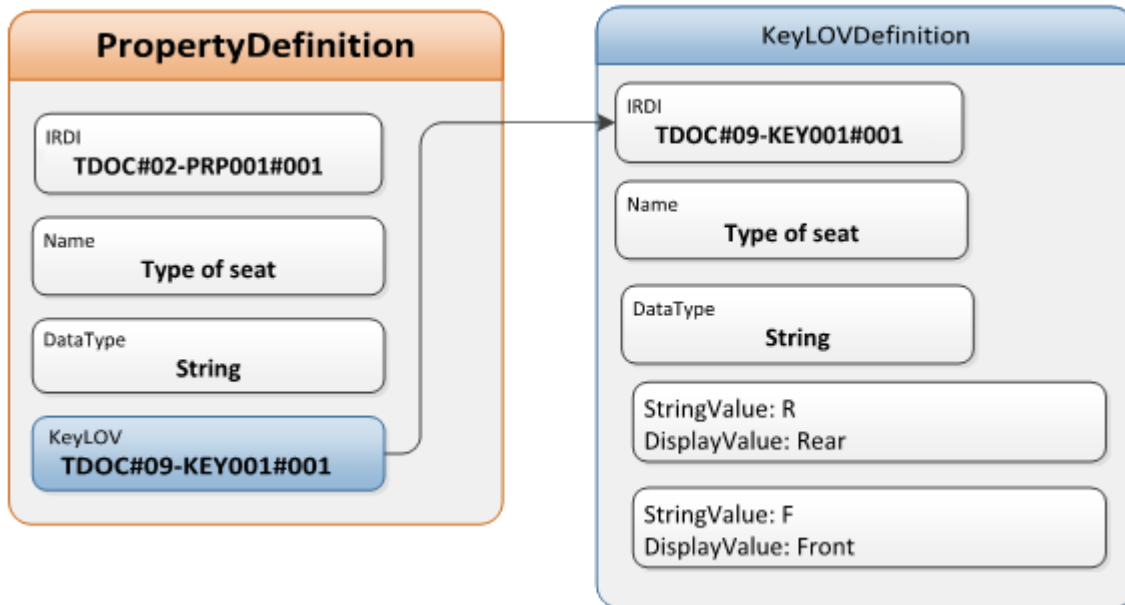 PropertyDefinition
IRDI
TDOC#02-PRP001#001
Name
Type of seat
DataType
String
KeyLOV
TDOC#09-KEY001#001
KeyLOVDefinition
IRDI
TDOC#09-KEY001#001
Name
Type of seat
DataType
String
StringValue: R
DisplayValue: Rear
StringValue: F
DisplayValue: Front